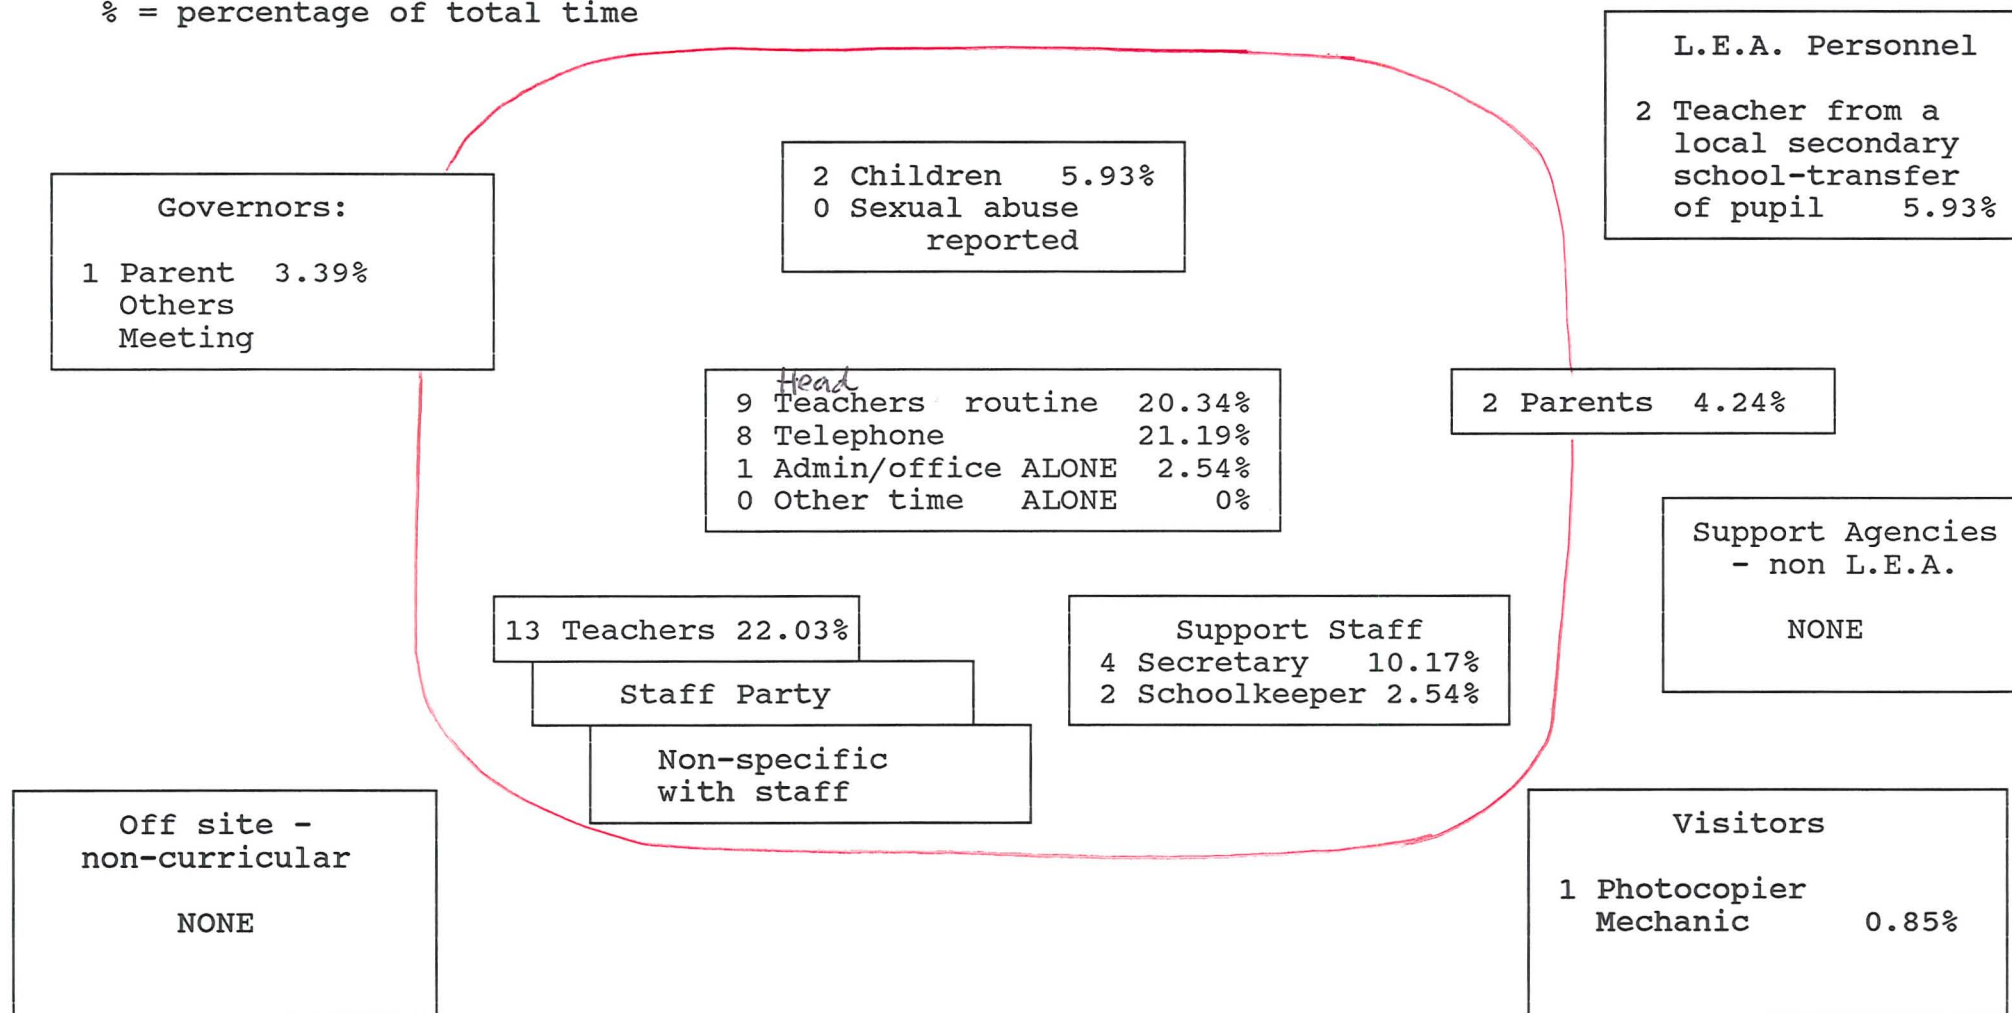 % = percentage of total time
L.E.A. Personnel
2 Teacher from a
local secondary
school-transfer
of pupil 5.93%
2 Children 5.93%
0 Sexual abuse
reported
Governors:
1 Parent 3.39%
Others
Meeting
Head
9 Teachers routine 20.34%
8 Telephone 21.19%
1 Admin/office ALONE 2.54%
0 Other time ALONE 0%
2 Parents 4.24%
Support Agencies
- non L.E.A.
NONE
13 Teachers 22.03%
Staff Party
Non-specific
with staff
Support Staff
4 Secretary 10.17%
2 Schoolkeeper 2.54%
Off site -
non-curricular
NONE
Visitors
1 Photocopier
Mechanic 0.85%